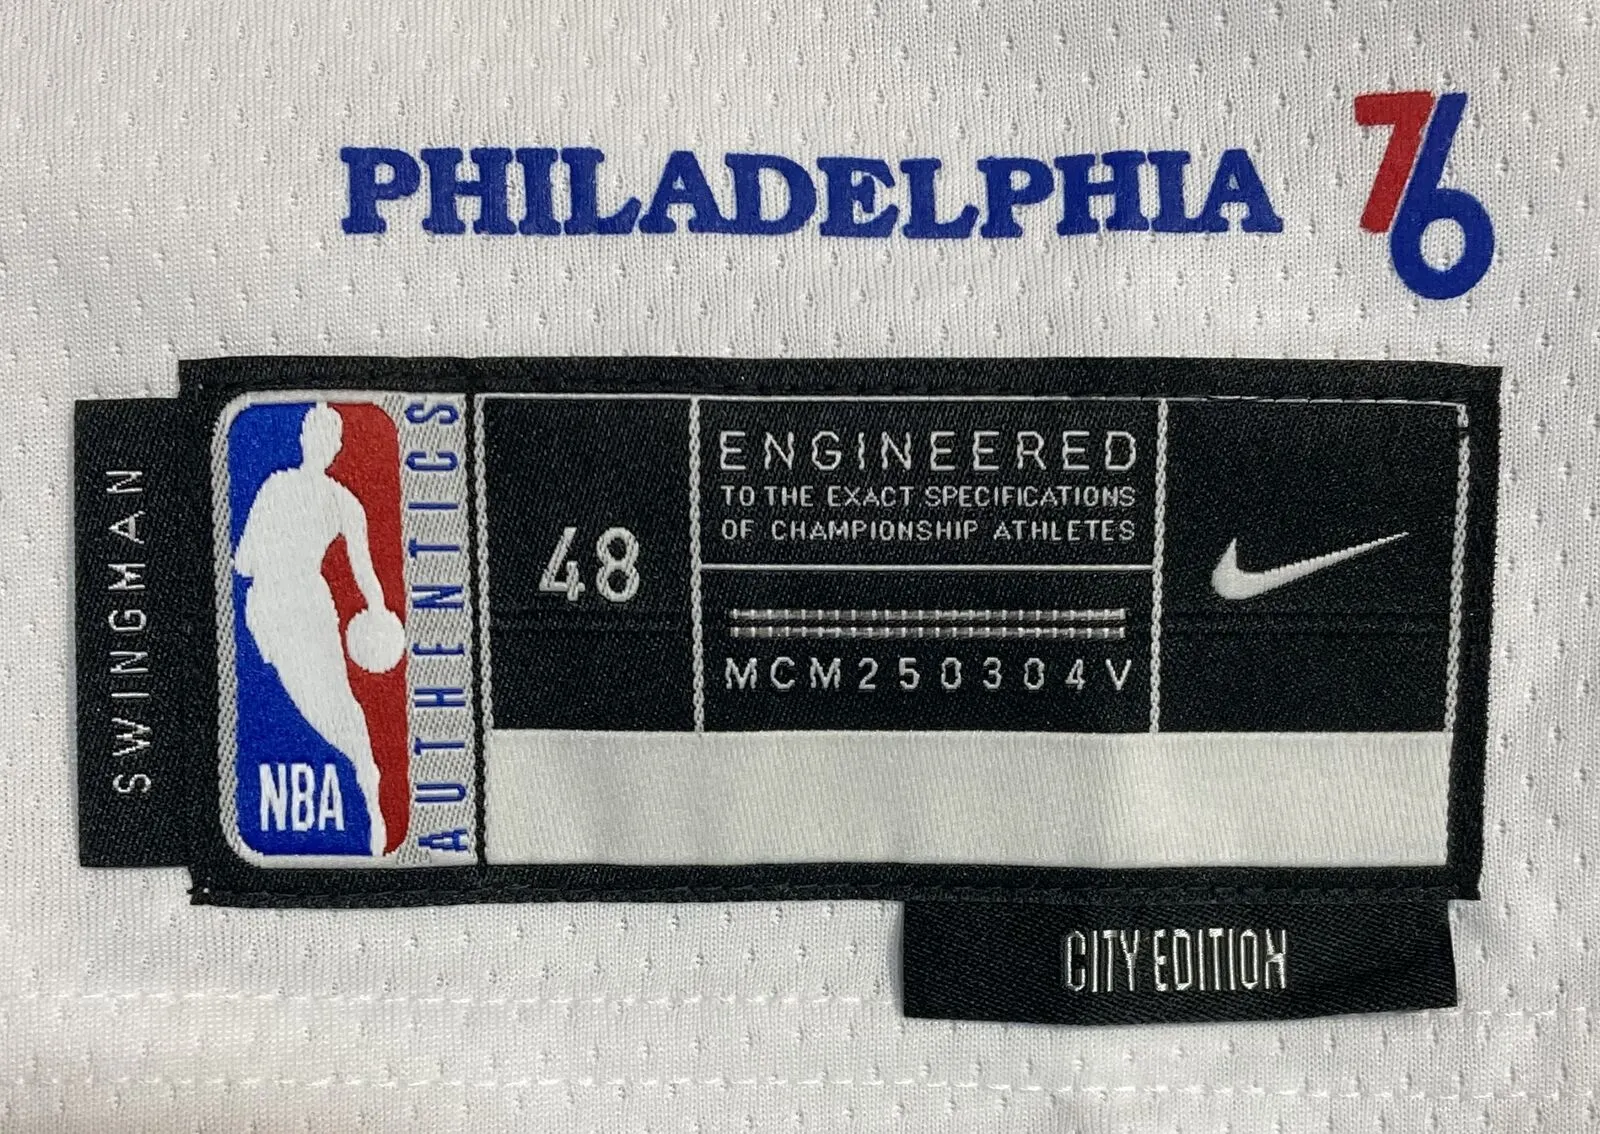 PHILADELPHIA 76
SWINGMAN
NBA
AUTHENTICS
48
ENGINEERED
TO THE EXACT SPECIFICATIONS
OF CHAMPIONSHIP ATHLETES
MCM250304V
CITY EDITION